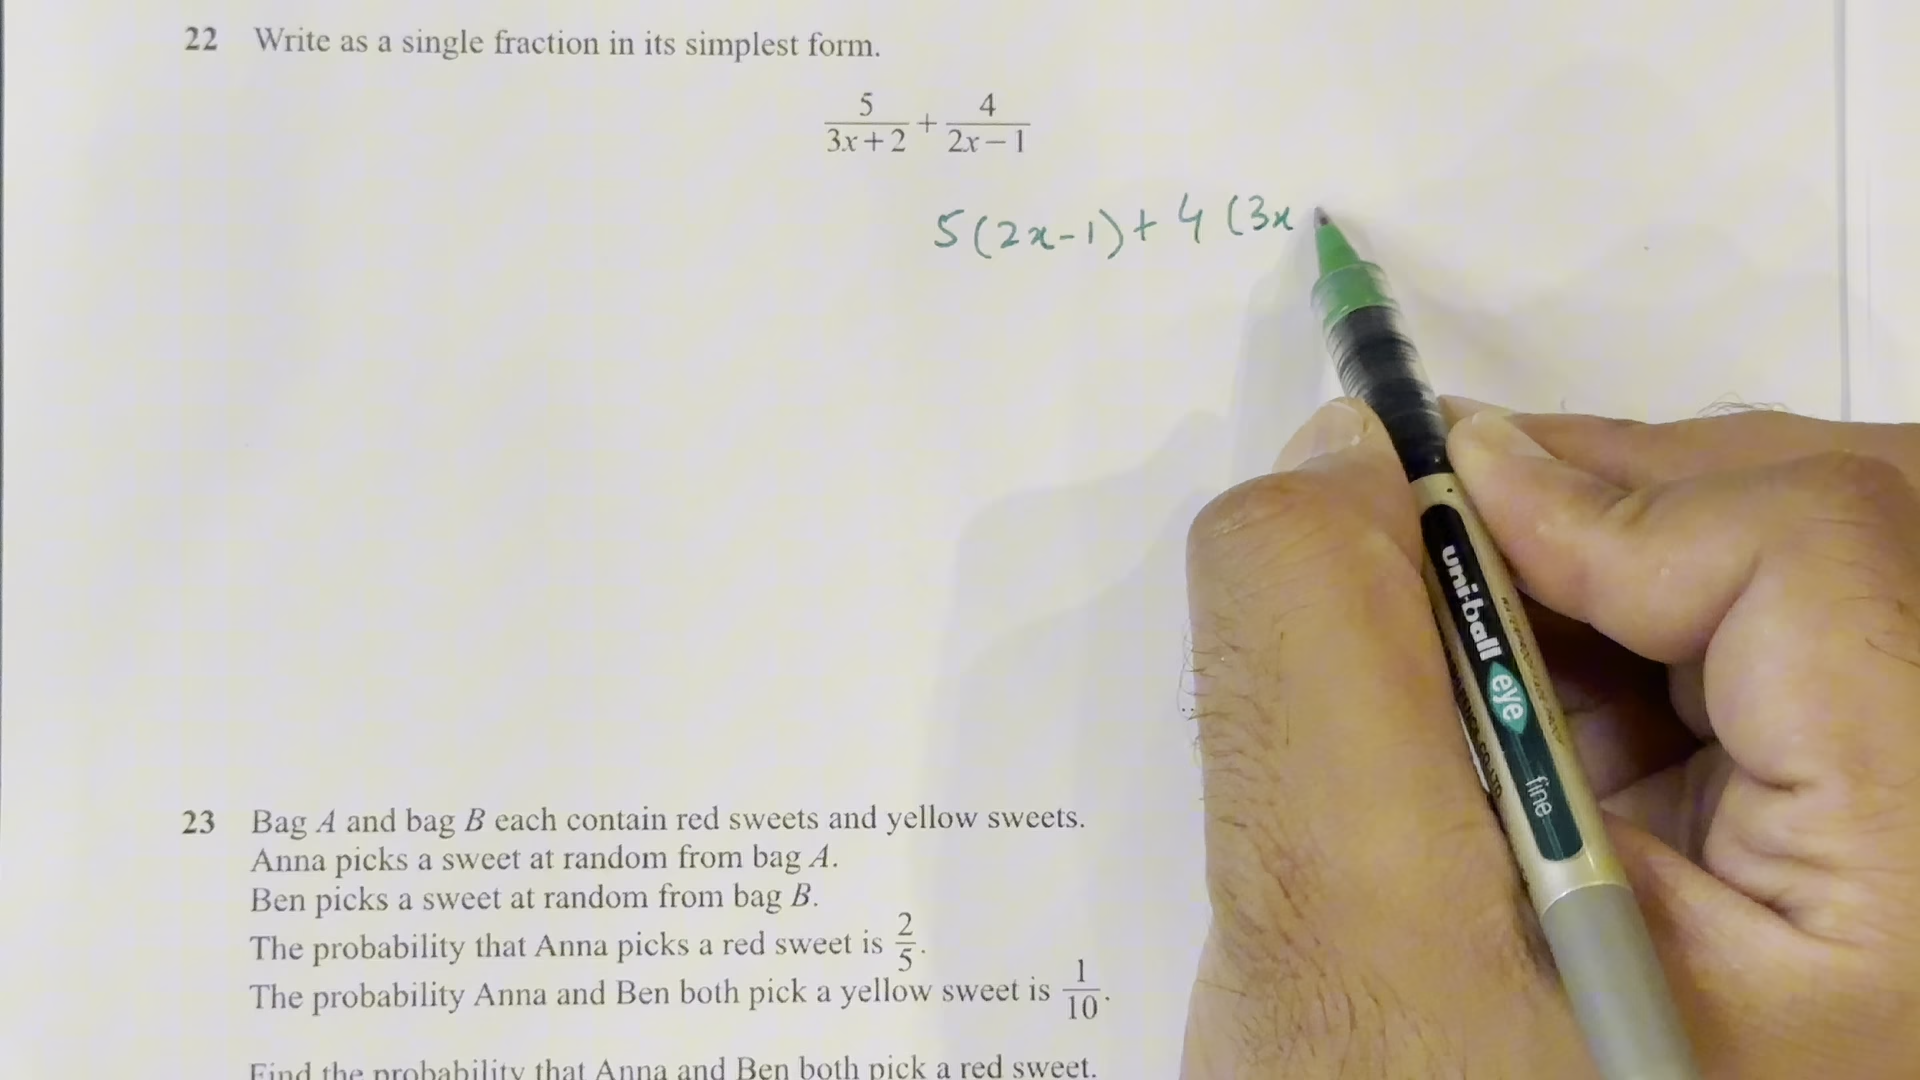 22 Write as a single fraction in its simplest form.
5/(3x+2) + 4/(2x−1)
5(2x-1)+ 4 (3x
uni-ball eye fine
23 Bag A and bag B each contain red sweets and yellow sweets.
Anna picks a sweet at random from bag A.
Ben picks a sweet at random from bag B.
The probability that Anna picks a red sweet is 2/5.
The probability Anna and Ben both pick a yellow sweet is 1/10.
Find the probability that Anna and Ben both pick a red sweet.